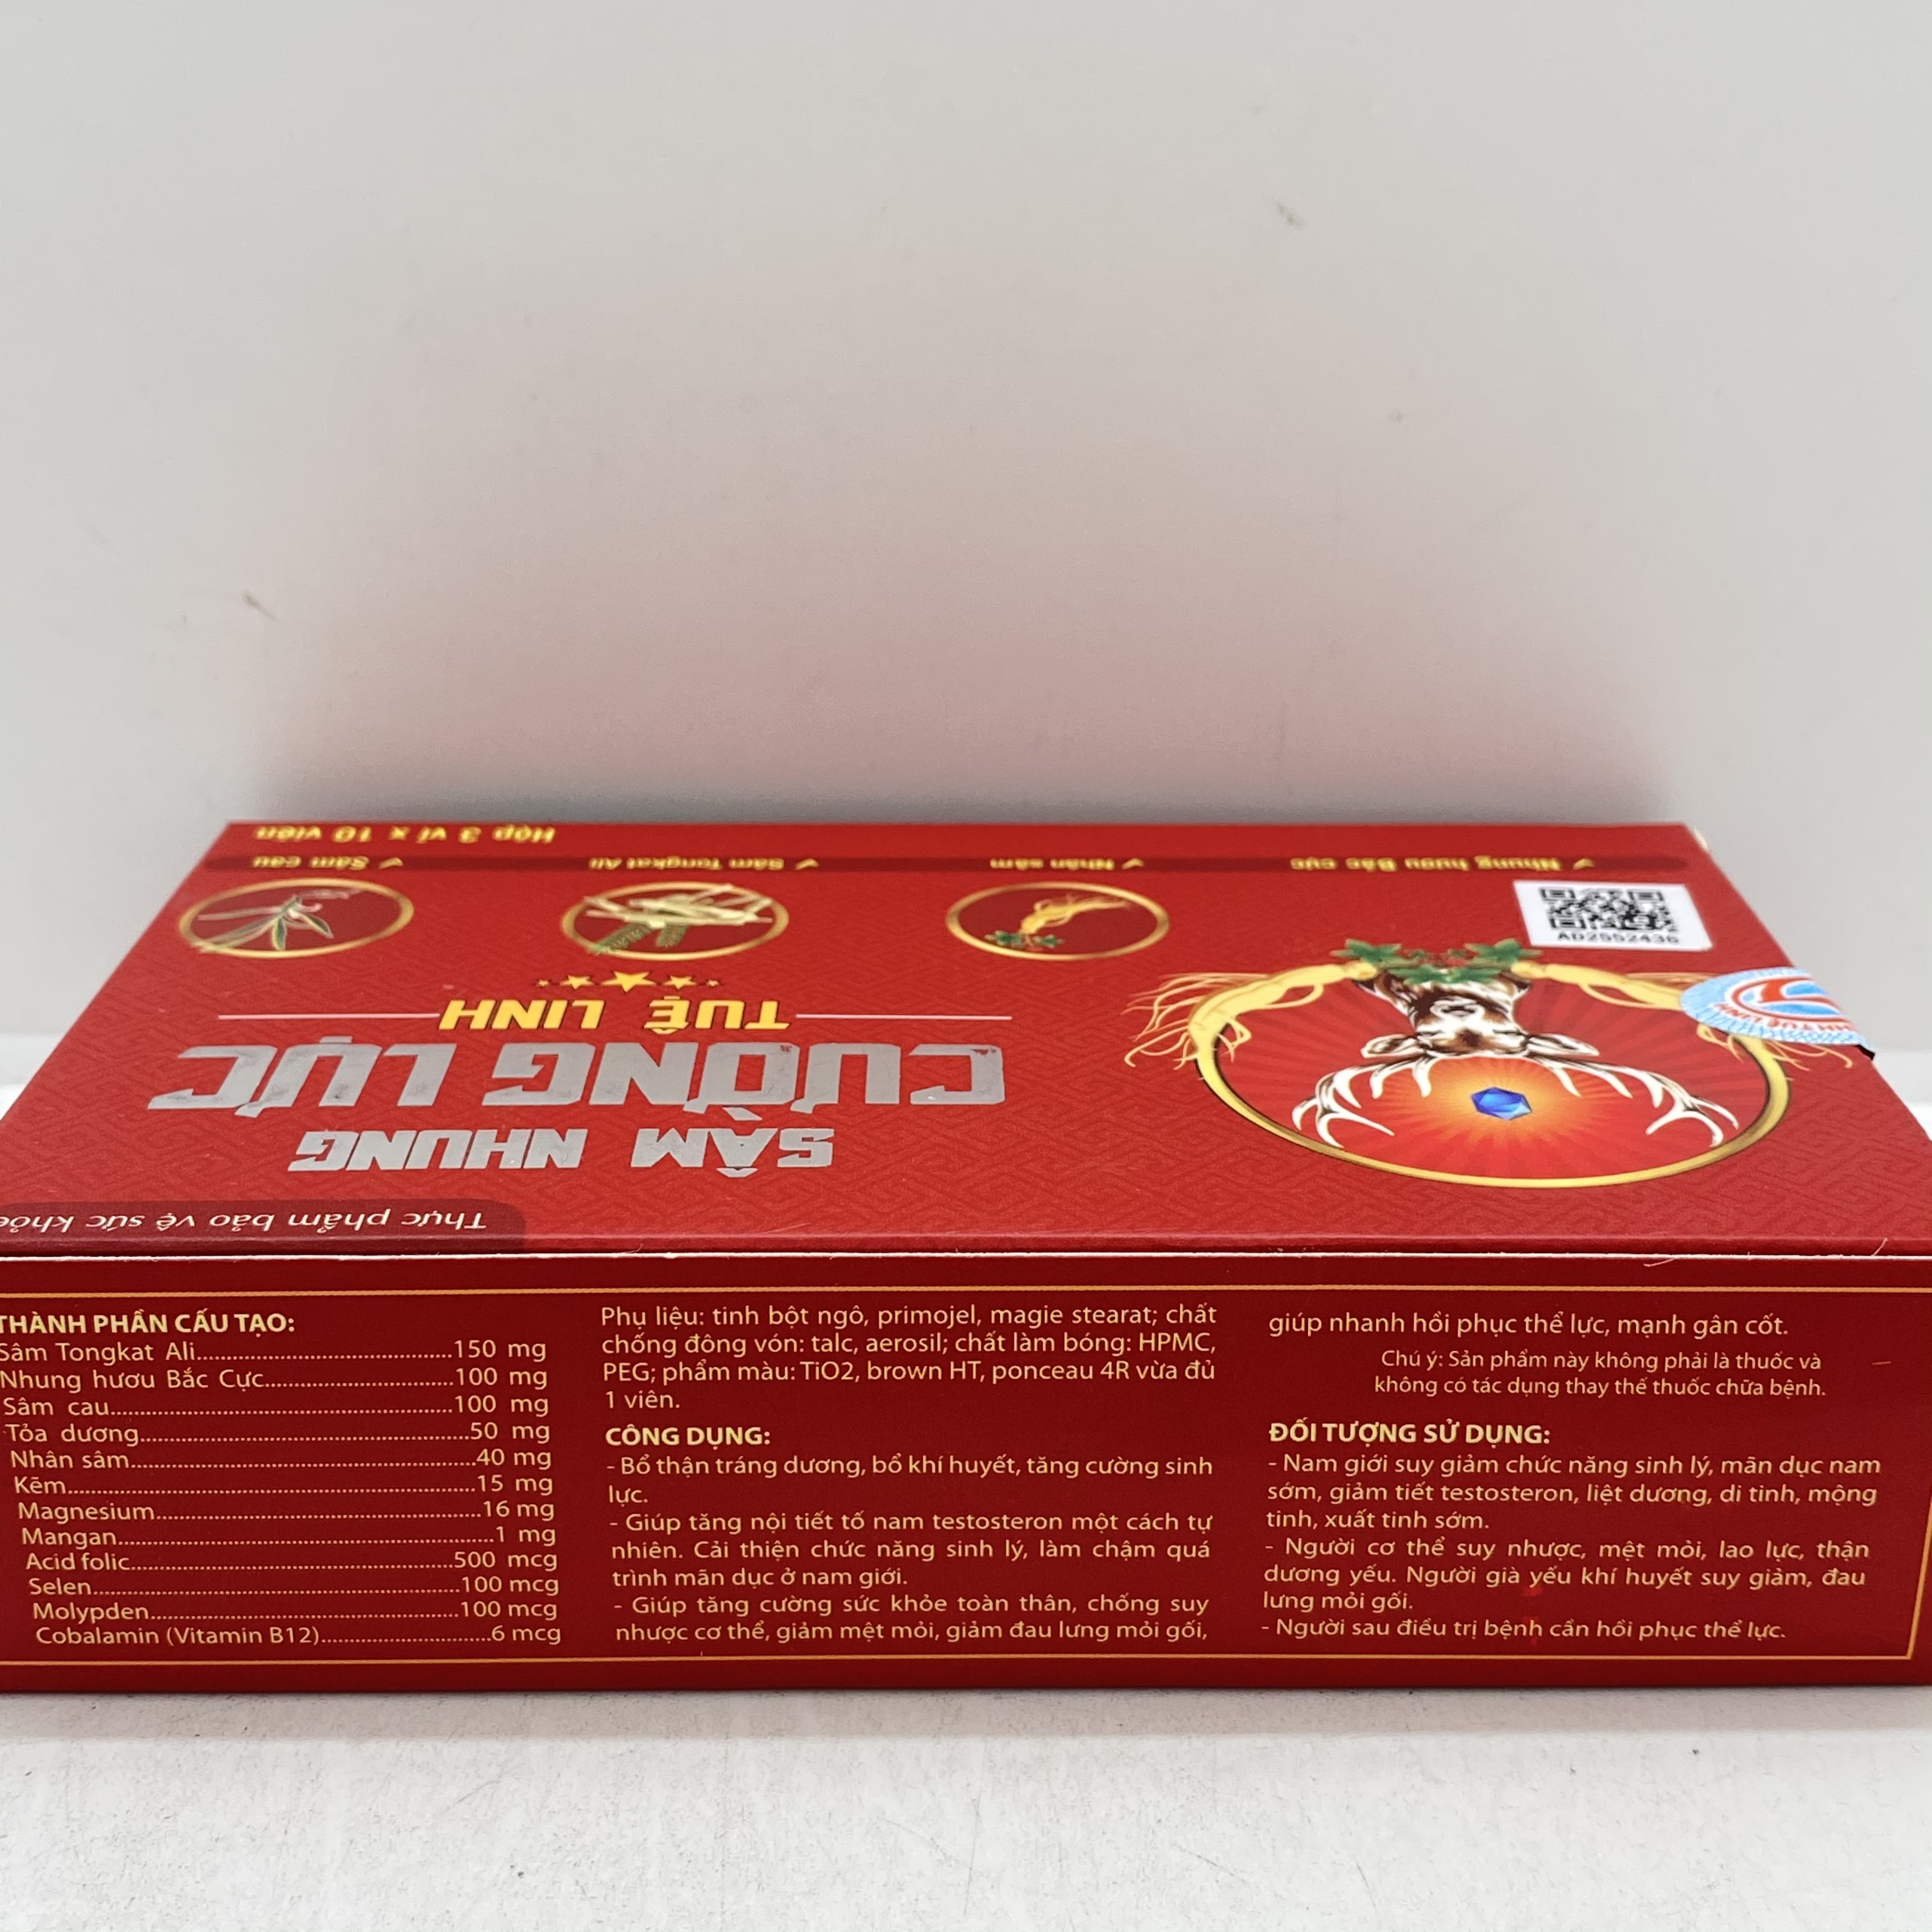 Hộp 3 vỉ x 10 viên
Nhung hươu Bắc cực
Nhân sâm
Sâm Tongkat Ali
Sâm cau
AD2552436
TUỆ LINH
CƯỜNG LỰC
SÂM NHUNG
Thực phẩm bảo vệ sức khỏe
THÀNH PHẦN CẤU TẠO:
Sâm Tongkat Ali.....150 mg
Nhung hươu Bắc Cực.....100 mg
Sâm cau.....100 mg
Tỏa dương.....50 mg
Nhân sâm.....40 mg
Kẽm.....15 mg
Magnesium.....16 mg
Mangan.....1 mg
Acid folic.....500 mcg
Selen.....100 mcg
Molypden.....100 mcg
Cobalamin (Vitamin B12).....6 mcg
Phụ liệu: tinh bột ngô, primojel, magie stearat; chất
chống đông vón: talc, aerosil; chất làm bóng: HPMC,
PEG; phẩm màu: TiO2, brown HT, ponceau 4R vừa đủ
1 viên.
CÔNG DỤNG:
- Bổ thận tráng dương, bổ khí huyết, tăng cường sinh
lực.
- Giúp tăng nội tiết tố nam testosteron một cách tự
nhiên. Cải thiện chức năng sinh lý, làm chậm quá
trình mãn dục ở nam giới.
- Giúp tăng cường sức khỏe toàn thân, chống suy
nhược cơ thể, giảm mệt mỏi, giảm đau lưng mỏi gối,
giúp nhanh hồi phục thể lực, mạnh gân cốt.
Chú ý: Sản phẩm này không phải là thuốc và
không có tác dụng thay thế thuốc chữa bệnh.
ĐỐI TƯỢNG SỬ DỤNG:
- Nam giới suy giảm chức năng sinh lý, mãn dục nam
sớm, giảm tiết testosteron, liệt dương, di tinh, mộng
tinh, xuất tinh sớm.
- Người cơ thể suy nhược, mệt mỏi, lao lực, thận
dương yếu. Người già yếu khí huyết suy giảm, đau
lưng mỏi gối.
- Người sau điều trị bệnh cần hồi phục thể lực.